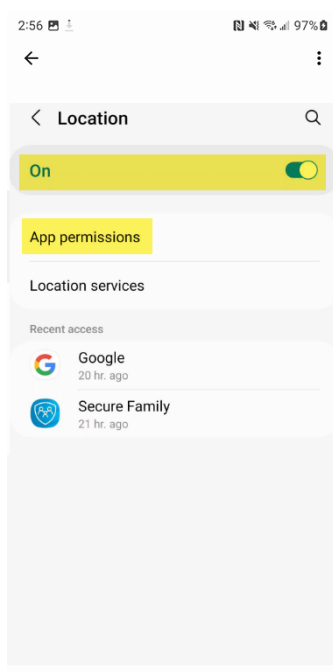 2:56 97%
Location
On
App permissions
Location services
Recent access
Google
20 hr. ago
Secure Family
21 hr. ago